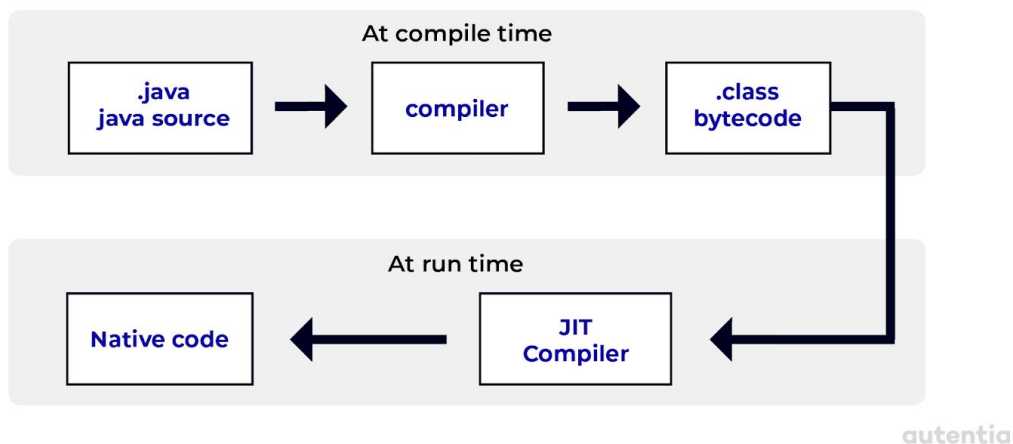 At compile time
.java
java source
compiler
.class
bytecode
At run time
JIT
Compiler
Native code
autentia